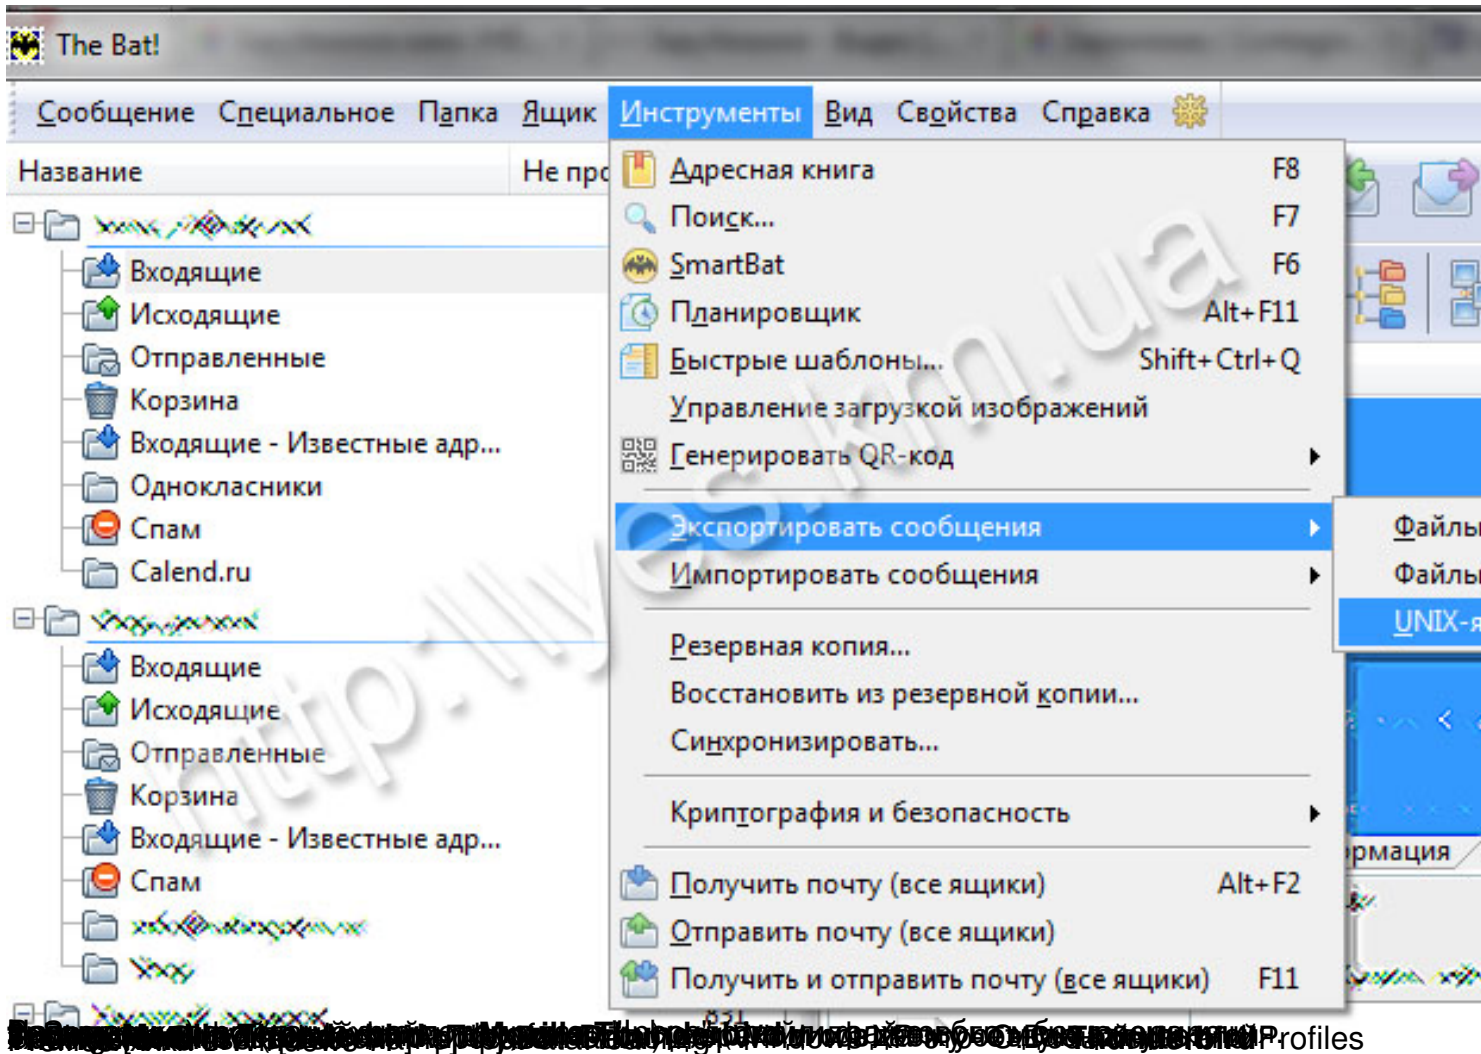 The Bat!
Сообщение Специальное Папка Ящик Инструменты Вид Свойства Справка
Название
Не про
Входящие
Исходящие
Отправленные
Корзина
Входящие - Известные адр...
Однокласники
Спам
Calend.ru
Входящие
Исходящие
Отправленные
Корзина
Входящие - Известные адр...
Спам
Адресная книга F8
Поиск... F7
SmartBat F6
Планировщик Alt+F11
Быстрые шаблоны... Shift+Ctrl+Q
Управление загрузкой изображений
Генерировать QR-код
Экспортировать сообщения
Импортировать сообщения
Резервная копия...
Восстановить из резервной копии...
Синхронизировать...
Криптография и безопасность
Получить почту (все ящики) Alt+F2
Отправить почту (все ящики)
Получить и отправить почту (все ящики) F11
Файлы
Файлы
UNIX-я
рмация
831
http://yes.km.ua
Profiles